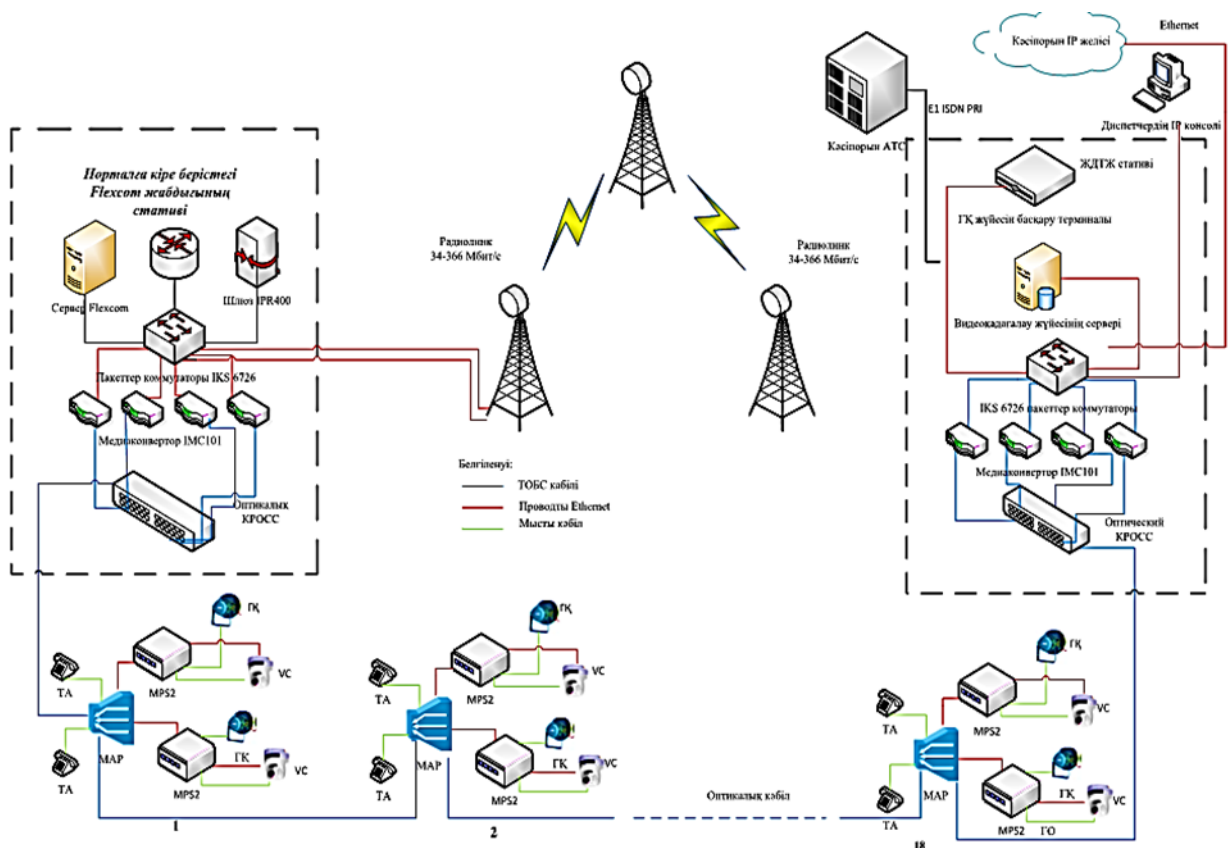 Ethernet
Кәсіпорын IP желісі
E1 ISDN PRI
Кәсіпорын АТС
Диспетчердің IP консолі
Порталға кіре берістегі
Flexcom жабдығының
стативі
ЖДТЖ стативі
ГҚ жүйесін басқару терминалы
Радиолинк
34-366 Мбит/с
Радиолинк
34-366 Мбит/с
Сервер Flexcom
Шлюз IPR400
Видеоқадағалау жүйесінің сервері
Пакеттер коммутаторы IKS 6726
IKS 6726 пакеттер коммутаторы
Медиаконвертор IMC101
Медиаконвертор IMC101
Белгіленуі:
ТОБС кәбілі
Проводты Ethernet
Мысты кәбіл
Оптикалық
КРОСС
Оптический
КРОСС
ГҚ
TA
MPS2
VC
MAP
ГК
TA
MPS2
VC
1
ГҚ
TA
MPS2
VC
MAP
ГК
TA
MPS2
VC
2
Оптикалық кәбіл
ГҚ
TA
MPS2
VC
MAP
ГҚ
TA
MPS2
ГО
VC
18